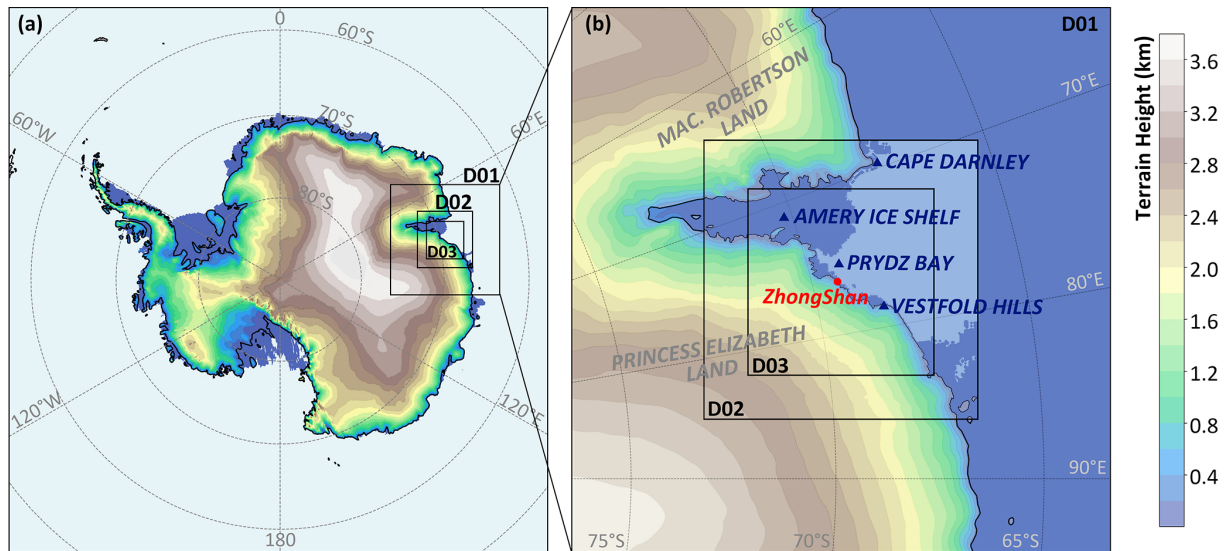 (a)
0
60°S
70°S
80°S
60°W
60°E
120°W
120°E
180
D01
D02
D03
(b)
D01
60°E
70°E
80°E
90°E
75°S
70°S
65°S
MAC. ROBERTSON
LAND
CAPE DARNLEY
AMERY ICE SHELF
PRYDZ BAY
ZhongShan
VESTFOLD HILLS
PRINCESS ELIZABETH
LAND
D03
D02
Terrain Height (km)
3.6
3.2
2.8
2.4
2.0
1.6
1.2
0.8
0.4